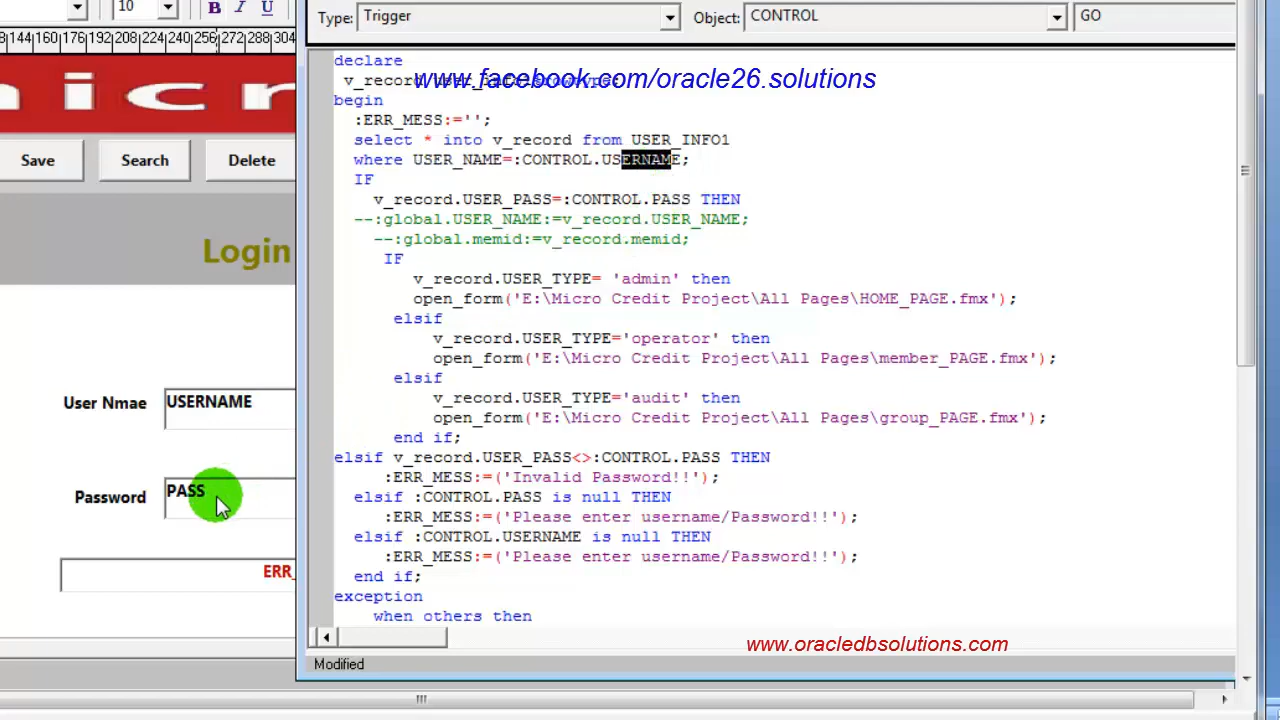 10
B I U
144 160 176 192 208 224 240 256 272 288 304
micr
Save Search Delete
Login
User Nmae USERNAME
Password PASS
ERR_
Type: Trigger Object: CONTROL GO
declare
v_record
www.facebook.com/oracle26.solutions
begin
:ERR_MESS:='';
select * into v_record from USER_INFO1
where USER_NAME=:CONTROL.USERNAME;
IF
v_record.USER_PASS=:CONTROL.PASS THEN
--:global.USER_NAME:=v_record.USER_NAME;
--:global.memid:=v_record.memid;
IF
v_record.USER_TYPE= 'admin' then
open_form('E:\Micro Credit Project\All Pages\HOME_PAGE.fmx');
elsif
v_record.USER_TYPE='operator' then
open_form('E:\Micro Credit Project\All Pages\member_PAGE.fmx');
elsif
v_record.USER_TYPE='audit' then
open_form('E:\Micro Credit Project\All Pages\group_PAGE.fmx');
end if;
elsif v_record.USER_PASS<>:CONTROL.PASS THEN
:ERR_MESS:=('Invalid Password!!');
elsif :CONTROL.PASS is null THEN
:ERR_MESS:=('Please enter username/Password!!');
elsif :CONTROL.USERNAME is null THEN
:ERR_MESS:=('Please enter username/Password!!');
end if;
exception
when others then
www.oracledbsolutions.com
Modified